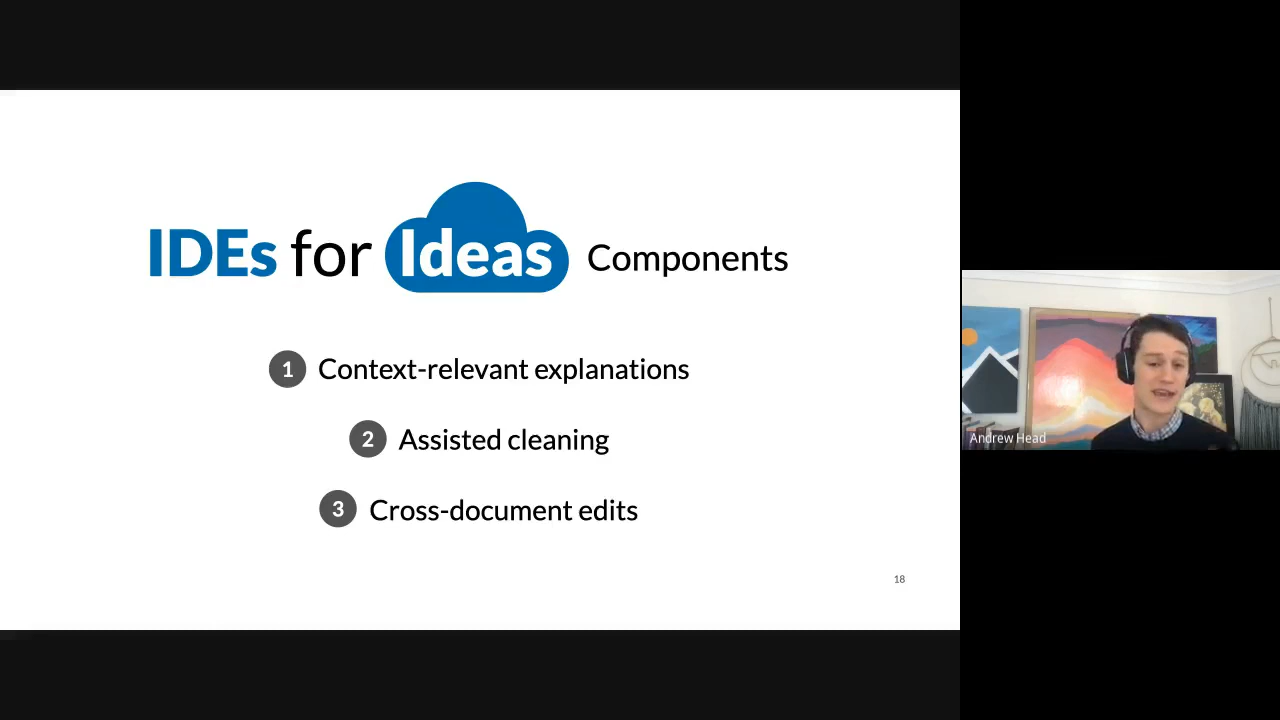 IDEs for Ideas Components
1 Context-relevant explanations
2 Assisted cleaning
3 Cross-document edits
18
Andrew Head